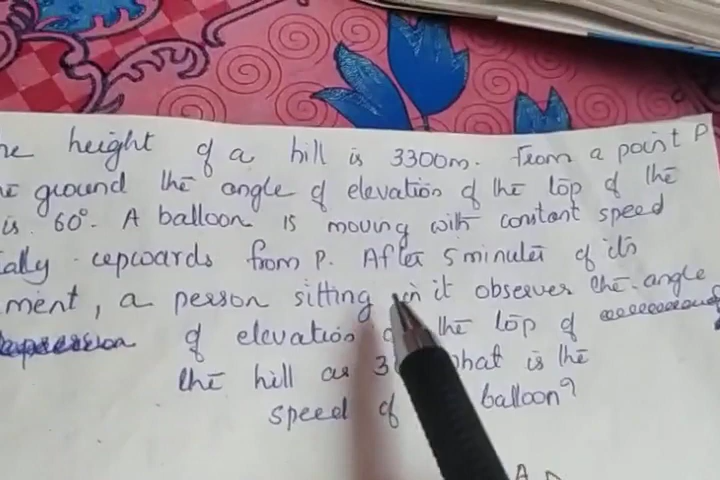 he height of a hill is 3300m. From a point P
ground the angle of elevation of the top of the
is 60°. A balloon is moving with constant speed
ally upwards from P. After 5 minutes of its
ment, a person sitting in it observes the angle
of elevation the top of
the hill as 3 hat is the
speed of balloon?